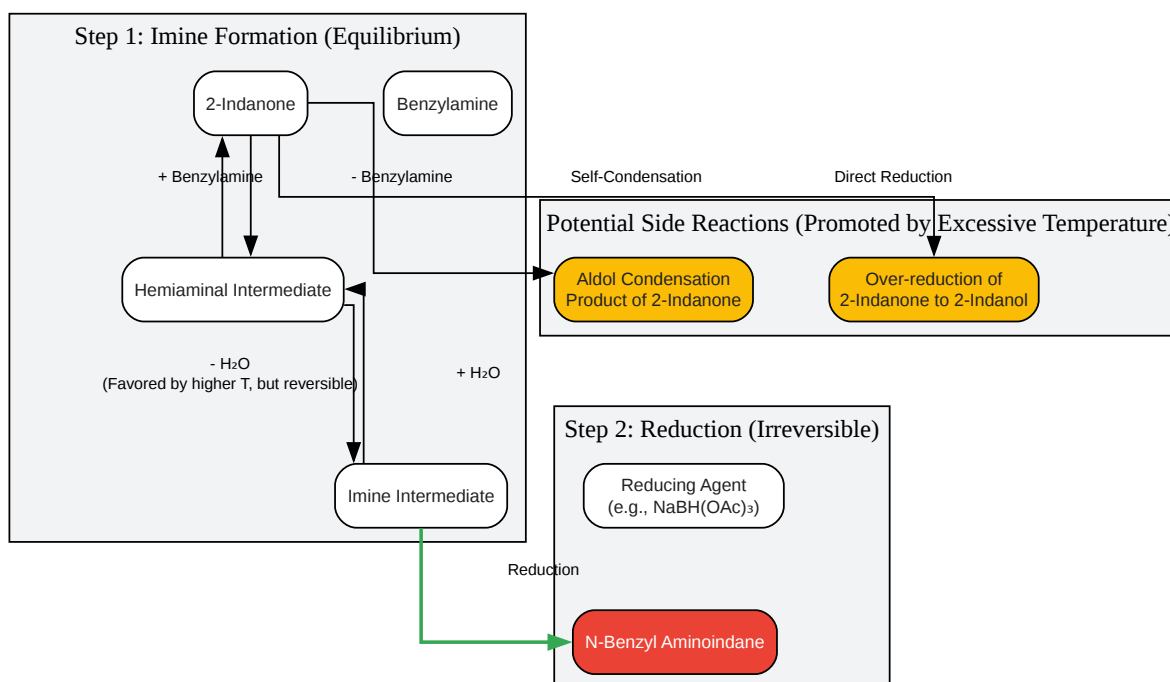 Step 1: Imine Formation (Equilibrium)
2-Indanone
Benzylamine
+ Benzylamine
- Benzylamine
Self-Condensation
Direct Reduction
Potential Side Reactions (Promoted by Excessive Temperature)
Hemiaminal Intermediate
Aldol Condensation
Product of 2-Indanone
Over-reduction of
2-Indanone to 2-Indanol
- H₂O
(Favored by higher T, but reversible)
+ H₂O
Step 2: Reduction (Irreversible)
Imine Intermediate
Reducing Agent
(e.g., NaBH(OAc)₃)
Reduction
N-Benzyl Aminoindane